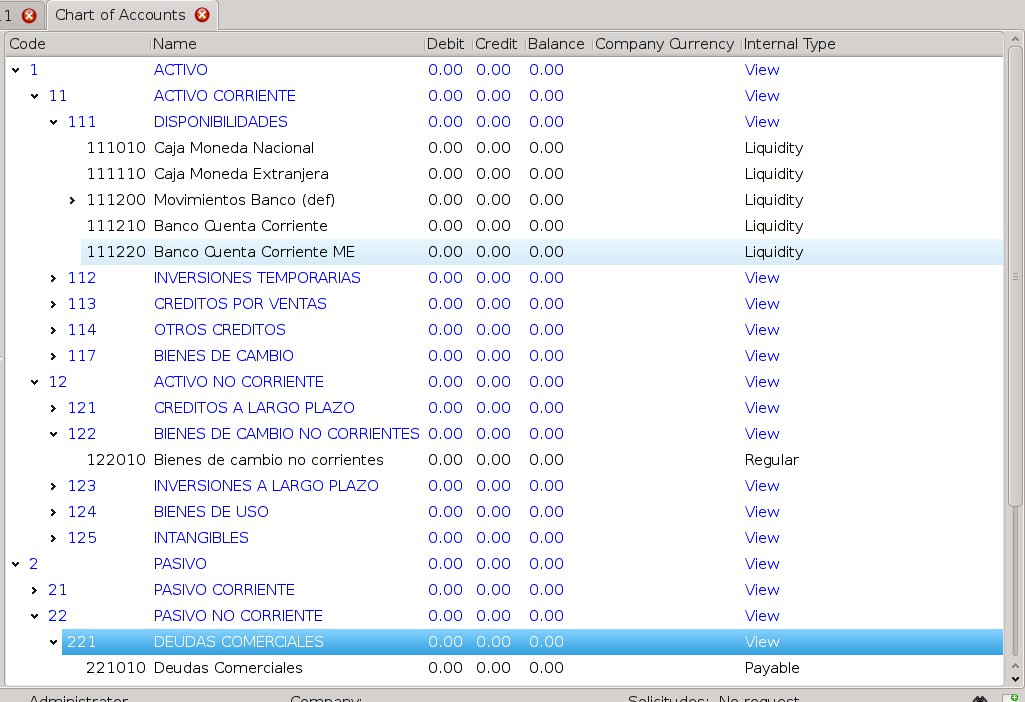 1 Chart of Accounts
Code Name Debit Credit Balance Company Currency Internal Type
1 ACTIVO 0.00 0.00 0.00 View
11 ACTIVO CORRIENTE 0.00 0.00 0.00 View
111 DISPONIBILIDADES 0.00 0.00 0.00 View
111010 Caja Moneda Nacional 0.00 0.00 0.00 Liquidity
111110 Caja Moneda Extranjera 0.00 0.00 0.00 Liquidity
111200 Movimientos Banco (def) 0.00 0.00 0.00 Liquidity
111210 Banco Cuenta Corriente 0.00 0.00 0.00 Liquidity
111220 Banco Cuenta Corriente ME 0.00 0.00 0.00 Liquidity
112 INVERSIONES TEMPORARIAS 0.00 0.00 0.00 View
113 CREDITOS POR VENTAS 0.00 0.00 0.00 View
114 OTROS CREDITOS 0.00 0.00 0.00 View
117 BIENES DE CAMBIO 0.00 0.00 0.00 View
12 ACTIVO NO CORRIENTE 0.00 0.00 0.00 View
121 CREDITOS A LARGO PLAZO 0.00 0.00 0.00 View
122 BIENES DE CAMBIO NO CORRIENTES 0.00 0.00 0.00 View
122010 Bienes de cambio no corrientes 0.00 0.00 0.00 Regular
123 INVERSIONES A LARGO PLAZO 0.00 0.00 0.00 View
124 BIENES DE USO 0.00 0.00 0.00 View
125 INTANGIBLES 0.00 0.00 0.00 View
2 PASIVO 0.00 0.00 0.00 View
21 PASIVO CORRIENTE 0.00 0.00 0.00 View
22 PASIVO NO CORRIENTE 0.00 0.00 0.00 View
221 DEUDAS COMERCIALES 0.00 0.00 0.00 View
221010 Deudas Comerciales 0.00 0.00 0.00 Payable
Administrator Company: Solicitudes: No request